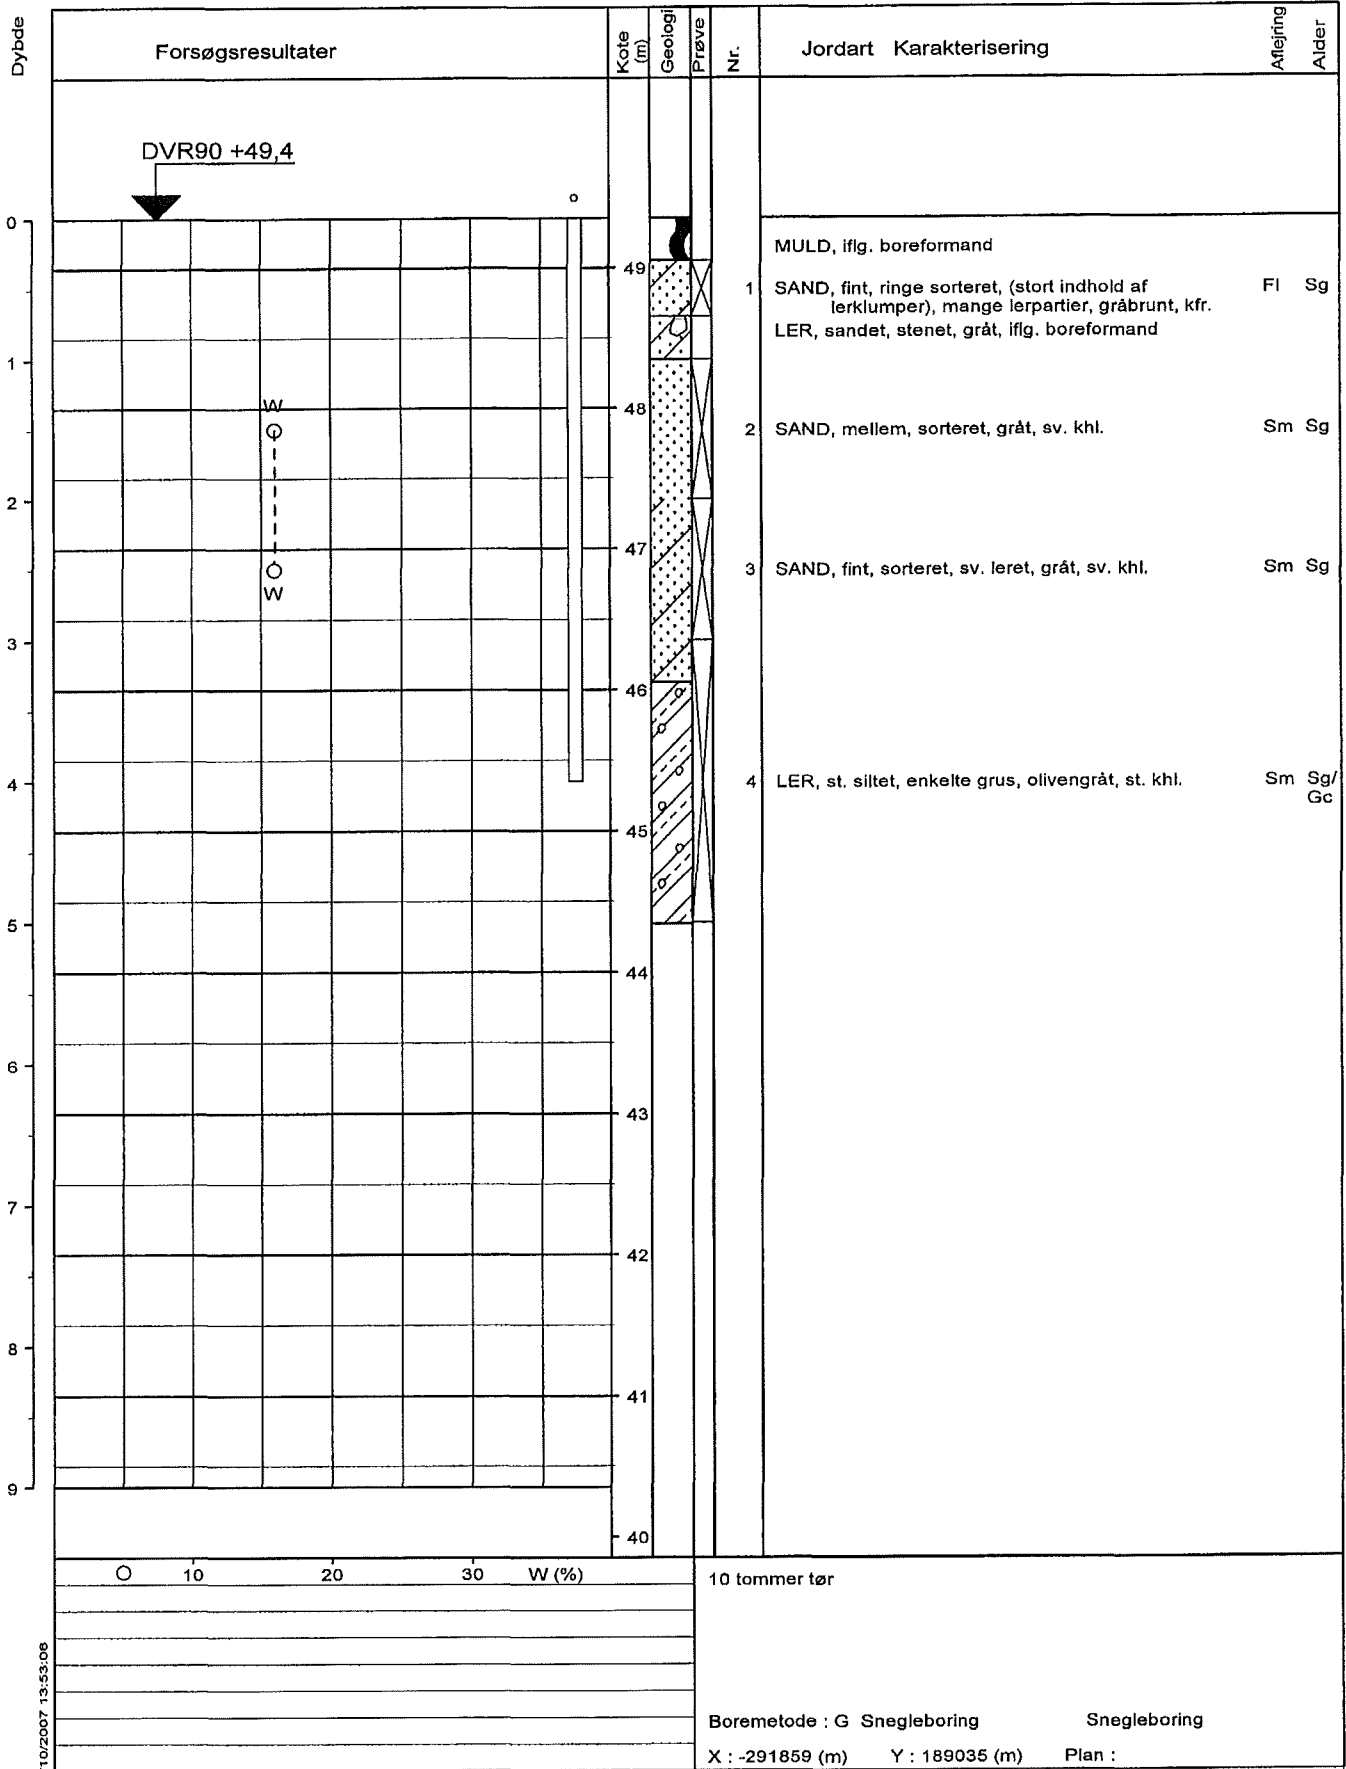 Dybde
Forsøgsresultater
Kote (m)
Geologi
Prøve
Nr.
Jordart Karakterisering
Aflejring
Alder
DVR90 +49,4
0
MULD, iflg. boreformand
49
1 SAND, fint, ringe sorteret, (stort indhold af Fl Sg
lerklumper), mange lerpartier, gråbrunt, kfr.
LER, sandet, stenet, gråt, iflg. boreformand
1
W
48
2 SAND, mellem, sorteret, gråt, sv. khl. Sm Sg
2
47
3 SAND, fint, sorteret, sv. leret, gråt, sv. khl. Sm Sg
W
3
46
4
4 LER, st. siltet, enkelte grus, olivengråt, st. khl. Sm Sg/
Gc
45
5
44
6
43
7
42
8
41
9
40
10 20 30 W (%)
10 tommer tør
10/2007 13:53:06
Boremetode : G Snegleboring Snegleboring
X : -291859 (m) Y : 189035 (m) Plan :